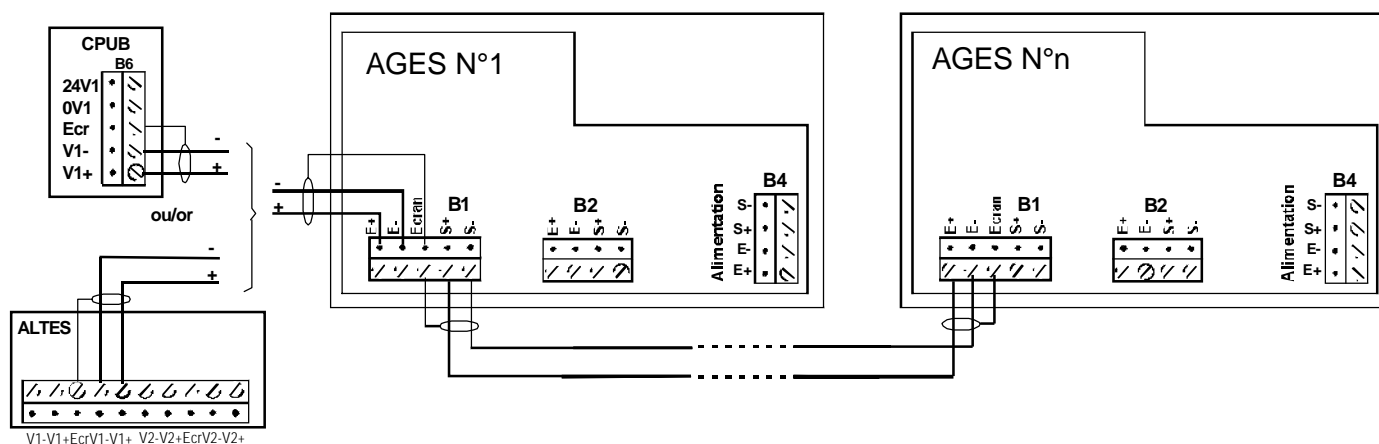 CPUB
B6
24V1
0V1
Ecr
V1-
V1+
-
+
ou/or
-
+
ALTES
V1-V1+EcrV1-V1+ V2-V2+EcrV2-V2+
AGES N°1
-
+
B1
E+
E-
Ecran
S+
S-
B2
E+
E-
S+
S-
B4
Alimentation
S-
S+
E-
E+
AGES N°n
B1
E+
E-
Ecran
S+
S-
B2
E+
E-
S+
S-
B4
Alimentation
S-
S+
E-
E+